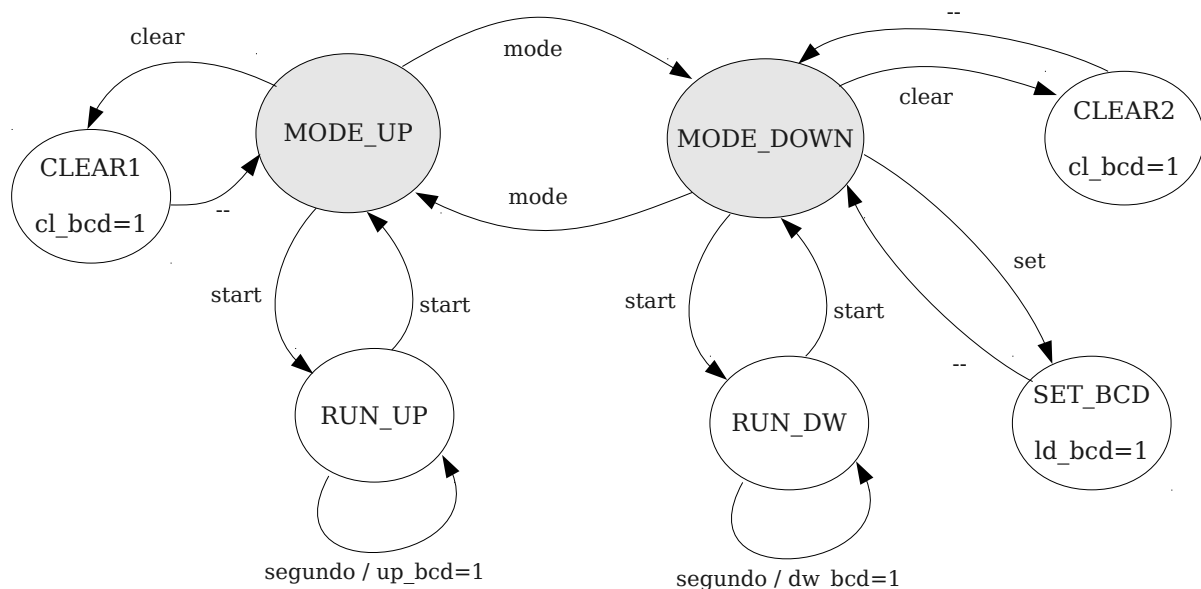 --
clear
mode
clear
CLEAR2
cl_bcd=1
MODE_UP
MODE_DOWN
CLEAR1
cl_bcd=1
--
mode
set
start
start
start
start
--
SET_BCD
ld_bcd=1
RUN_UP
RUN_DW
segundo / up_bcd=1
segundo / dw_bcd=1